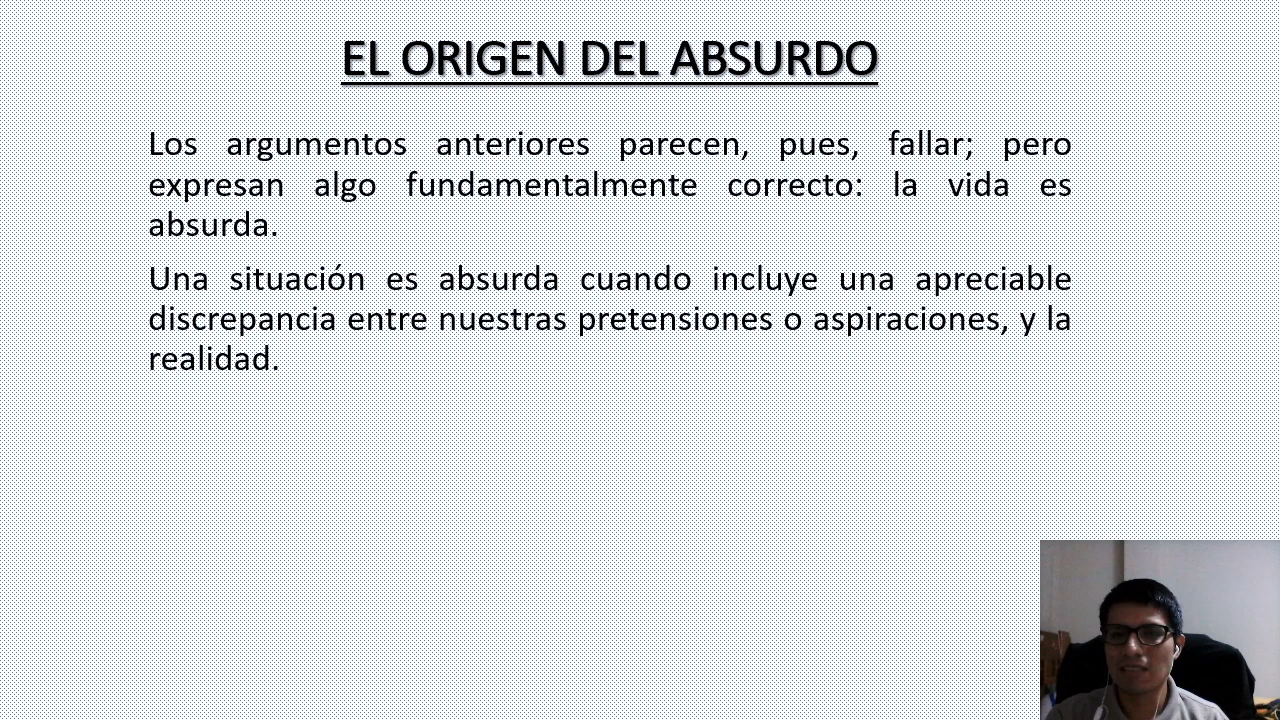 EL ORIGEN DEL ABSURDO
Los argumentos anteriores parecen, pues, fallar; pero
expresan algo fundamentalmente correcto: la vida es
absurda.
Una situación es absurda cuando incluye una apreciable
discrepancia entre nuestras pretensiones o aspiraciones, y la
realidad.